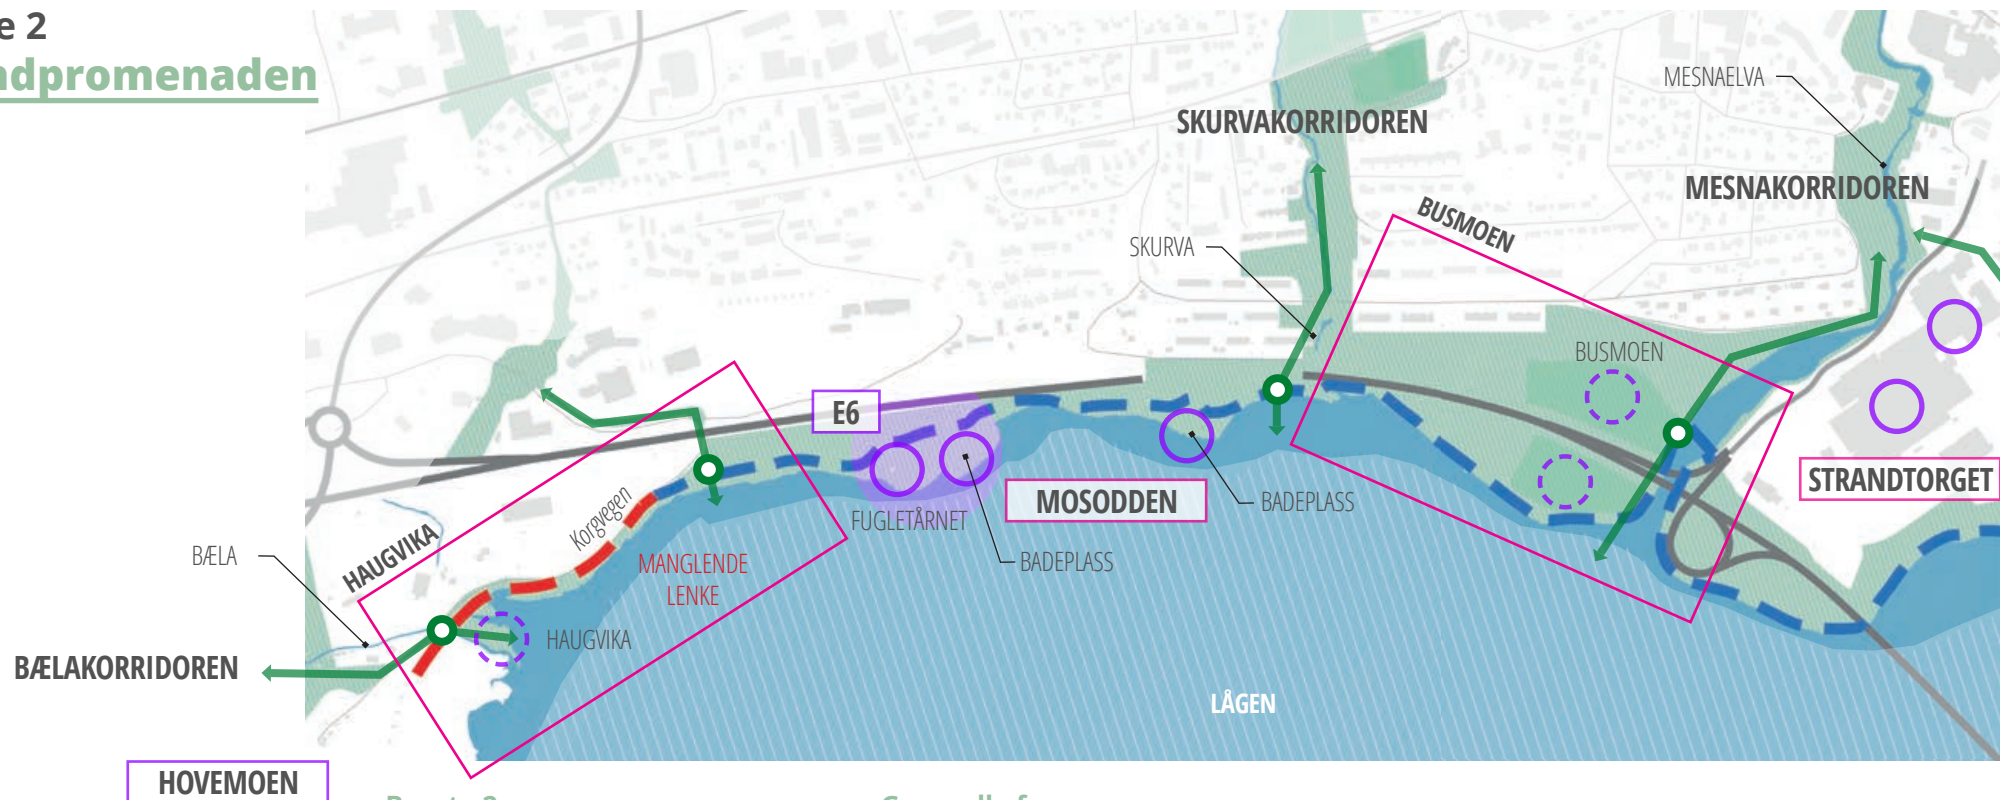 e 2
ndpromenaden
MESNAELVA
SKURVAKORRIDOREN
MESNAKORRIDOREN
BUSMOEN
SKURVA
BUSMOEN
E6
STRANDTORGET
MOSODDEN
BADEPLASS
FUGLETÅRNET
BADEPLASS
Korgvegen
HAUGVIKA
MANGLENDE
LENKE
BÆLA
HAUGVIKA
BÆLAKORRIDOREN
LÅGEN
HOVEMOEN